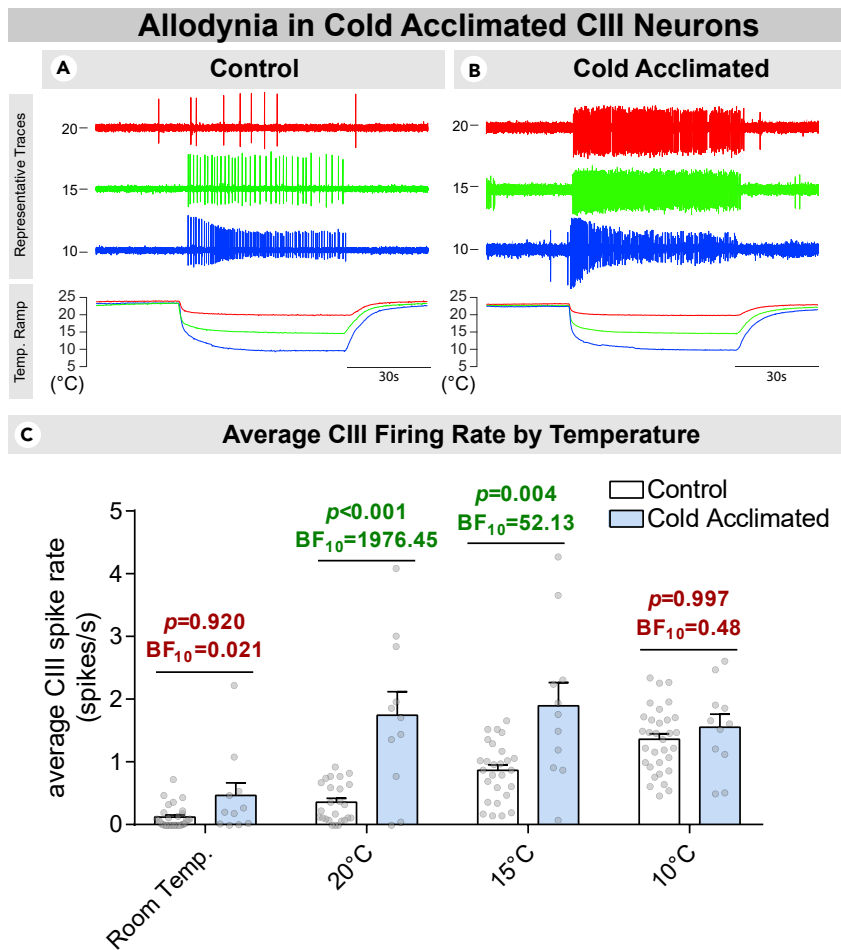 Allodynia in Cold Acclimated CIII Neurons
A Control
B Cold Acclimated
Representative Traces
20
15
10
20
15
10
Temp. Ramp
(°C)
25
20
15
10
5
30s
25
20
15
10
5
30s
C Average CIII Firing Rate by Temperature
Control
Cold Acclimated
average CIII spike rate
(spikes/s)
5
4
3
2
1
0
p=0.920
BF10=0.021
p<0.001
BF10=1976.45
p=0.004
BF10=52.13
p=0.997
BF10=0.48
Room Temp.
20°C
15°C
10°C